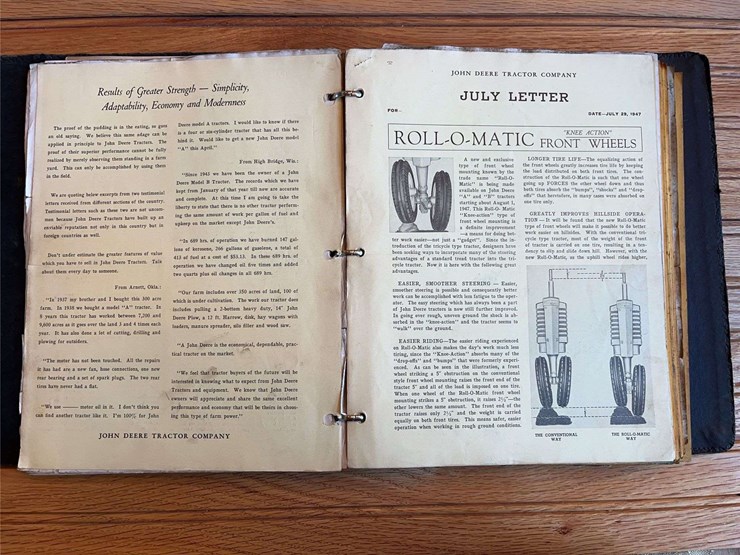 Results of Greater Strength — Simplicity,
Adaptability, Economy and Modernness
The proof of the pudding is in the eating, so goes
an old saying. We believe this same adage can be
applied in principle to John Deere Tractors. The
proof of their superior performance cannot be fully
realized by merely observing them standing in a farm
yard. This can only be accomplished by using them
in the field.
We are quoting below excerpts from two testimonial
letters received from different sections of the country.
Testimonial letters such as these two are not uncom-
mon because John Deere Tractors have built up an
enviable reputation not only in this country but in
foreign countries as well.
Don't under estimate the greater features of value
which you have to sell in John Deere Tractors. Talk
about them every day to someone.
From Arnett, Okla.:
"In 1937 my brother and I bought this 300 acre
farm. In 1938 we bought a model "A" tractor. In
8 years this tractor has worked between 7,200 and
9,600 acres as it goes over the land 3 and 4 times each
year. It has also done a lot of cutting, drilling and
plowing for outsiders.
"The motor has not been touched. All the repairs
it has had are a new fan, hose connections, one new
rear bearing and a set of spark plugs. The two rear
tires have never had a flat.
"We use —— motor oil in it. I don't think you
can find another tractor like it. I'm 100% for John
Deere model A tractors. I would like to know if there
is a four or six-cylinder tractor that has all this be-
hind it. Would like to get a new John Deere model
"A" this April."
From High Bridge, Wis.:
"Since 1943 we have been the owner of a John
Deere Model B Tractor. The records which we have
kept from January of that year till now are accurate
and complete. At this time I am going to take the
liberty to state that there is no other tractor perform-
ing the same amount of work per gallon of fuel and
upkeep on the market except John Deere's.
"In 689 hrs. of operation we have burned 147 gal-
lons of kerosene, 266 gallons of gasoline, a total of
413 of fuel at a cost of $53.13. In these 689 hrs. of
operation we have changed oil five times and added
two quarts plus oil changes in all 689 hrs.
"Our farm includes over 350 acres of land, 100 of
which is under cultivation. The work our tractor does
includes pulling a 2-bottom heavy duty, 14" John
Deere Plow, a 12 ft. Harrow, disk, hay wagons with
loaders, manure spreader, silo filler and wood saw.
"A John Deere is the economical, dependable, prac-
tical tractor on the market.
"We feel that tractor buyers of the future will be
interested in knowing what to expect from John Deere
Tractors and equipment. We know that John Deere
owners will appreciate and share the same excellent
performance and economy that will be theirs in choos-
ing this type of farm power."
JOHN DEERE TRACTOR COMPANY
JOHN DEERE TRACTOR COMPANY
JULY LETTER
FOR—
DATE—JULY 29, 1947
ROLL-O-MATIC "KNEE ACTION" FRONT WHEELS
A new and exclusive
type of front wheel
mounting known by the
trade name "Roll-O-
Matic" is being made
available on John Deere
"A" and "B" tractors
starting about August 1,
1947. This Roll-O-Matic
"Knee-action" type of
front wheel mounting is
a definite improvement
—a means for doing bet-
ter work easier—not just a "gadget". Since the in-
troduction of the tricycle type tractor, designers have
been seeking ways to incorporate many of the steering
advantages of a standard tread tractor into the tri-
cycle tractor. Now it is here with the following great
advantages.
EASIER, SMOOTHER STEERING — Easier,
smoother steering is possible and consequently better
work can be accomplished with less fatigue to the oper-
ator. The easy steering which has always been a part
of John Deere tractors is now still further improved.
In going over rough, uneven ground the shock is ab-
sorbed in the "knee-action" and the tractor seems to
"walk" over the ground.
EASIER RIDING—The easier riding experienced
on Roll-O-Matic also makes the day's work much less
tiring, since the "Knee-Action" absorbs many of the
"drop-offs" and "bumps" that were formerly experi-
enced. As can be seen in the illustration, a front
wheel striking a 5" obstruction on the conventional
style front wheel mounting raises the front end of the
tractor 5" and all of the load is imposed on one tire.
When one wheel of the Roll-O-Matic front wheel
mounting strikes a 5" obstruction, it raises 2½"—the
other lowers the same amount. The front end of the
tractor raises only 2½" and the weight is carried
equally on both front tires. This means safer, easier
operation when working in rough ground conditions.
LONGER TIRE LIFE—The equalizing action of
the front wheels greatly increases tire life by keeping
the load distributed on both front tires. The con-
struction of the Roll-O-Matic is such that one wheel
going up FORCES the other wheel down and thus
both tires absorb the "bumps", "shocks" and "drop-
offs" that heretofore, in many cases were absorbed on
one tire only.
GREATLY IMPROVES HILLSIDE OPERA-
TION — It will be found that the new Roll-O-Matic
type of front wheels will make it possible to do better
work easier on hillsides. With the conventional tri-
cycle type tractor, most of the weight of the front
of tractor is carried on one tire, resulting in a ten-
dency to slip and slide down hill. However, with the
new Roll-O-Matic, as the uphill wheel rides higher,
THE CONVENTIONAL
WAY
THE ROLL-O-MATIC
WAY